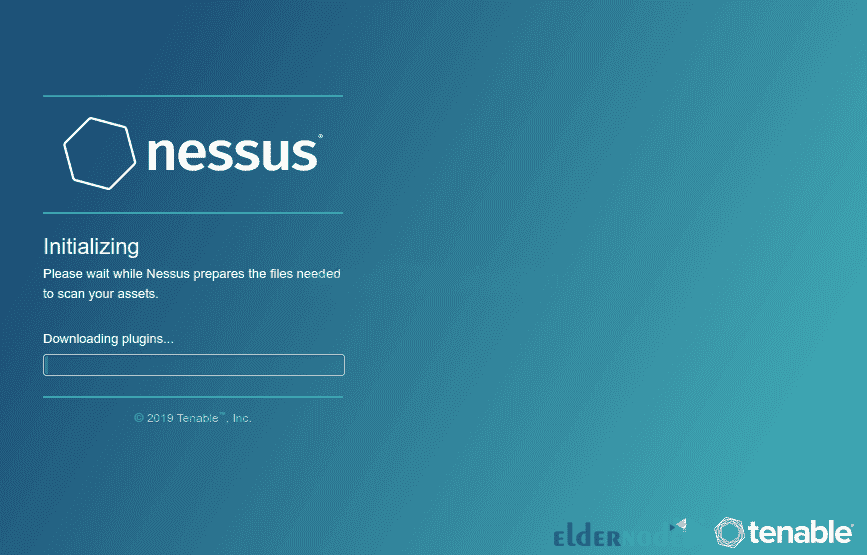 nessus®
Initializing
Please wait while Nessus prepares the files needed
to scan your assets.
Downloading plugins...
© 2019 Tenable™, Inc.
tenable®